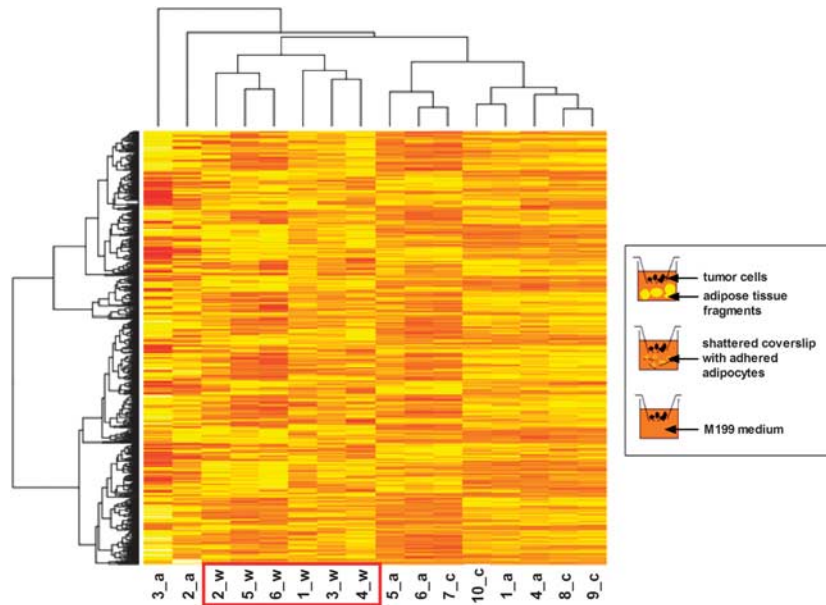 tumor cells
adipose tissue
fragments
shattered coverslip
with adhered
adipocytes
M199 medium
3_a
2_a
2_w
5_w
6_w
1_w
3_w
4_w
5_a
6_a
7_c
10_c
1_a
4_a
8_c
9_c